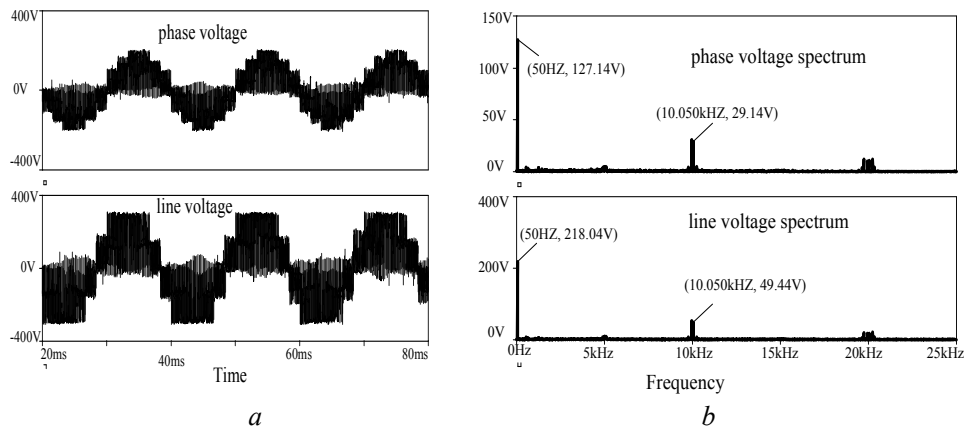 400V
phase voltage
0V
-400V
400V
line voltage
0V
-400V
20ms 40ms 60ms 80ms
Time
a
150V
phase voltage spectrum
(50HZ, 127.14V)
100V
(10.050kHZ, 29.14V)
50V
0V
400V
line voltage spectrum
(50HZ, 218.04V)
200V
(10.050kHZ, 49.44V)
0V
0Hz 5kHz 10kHz 15kHz 20kHz 25kHz
Frequency
b